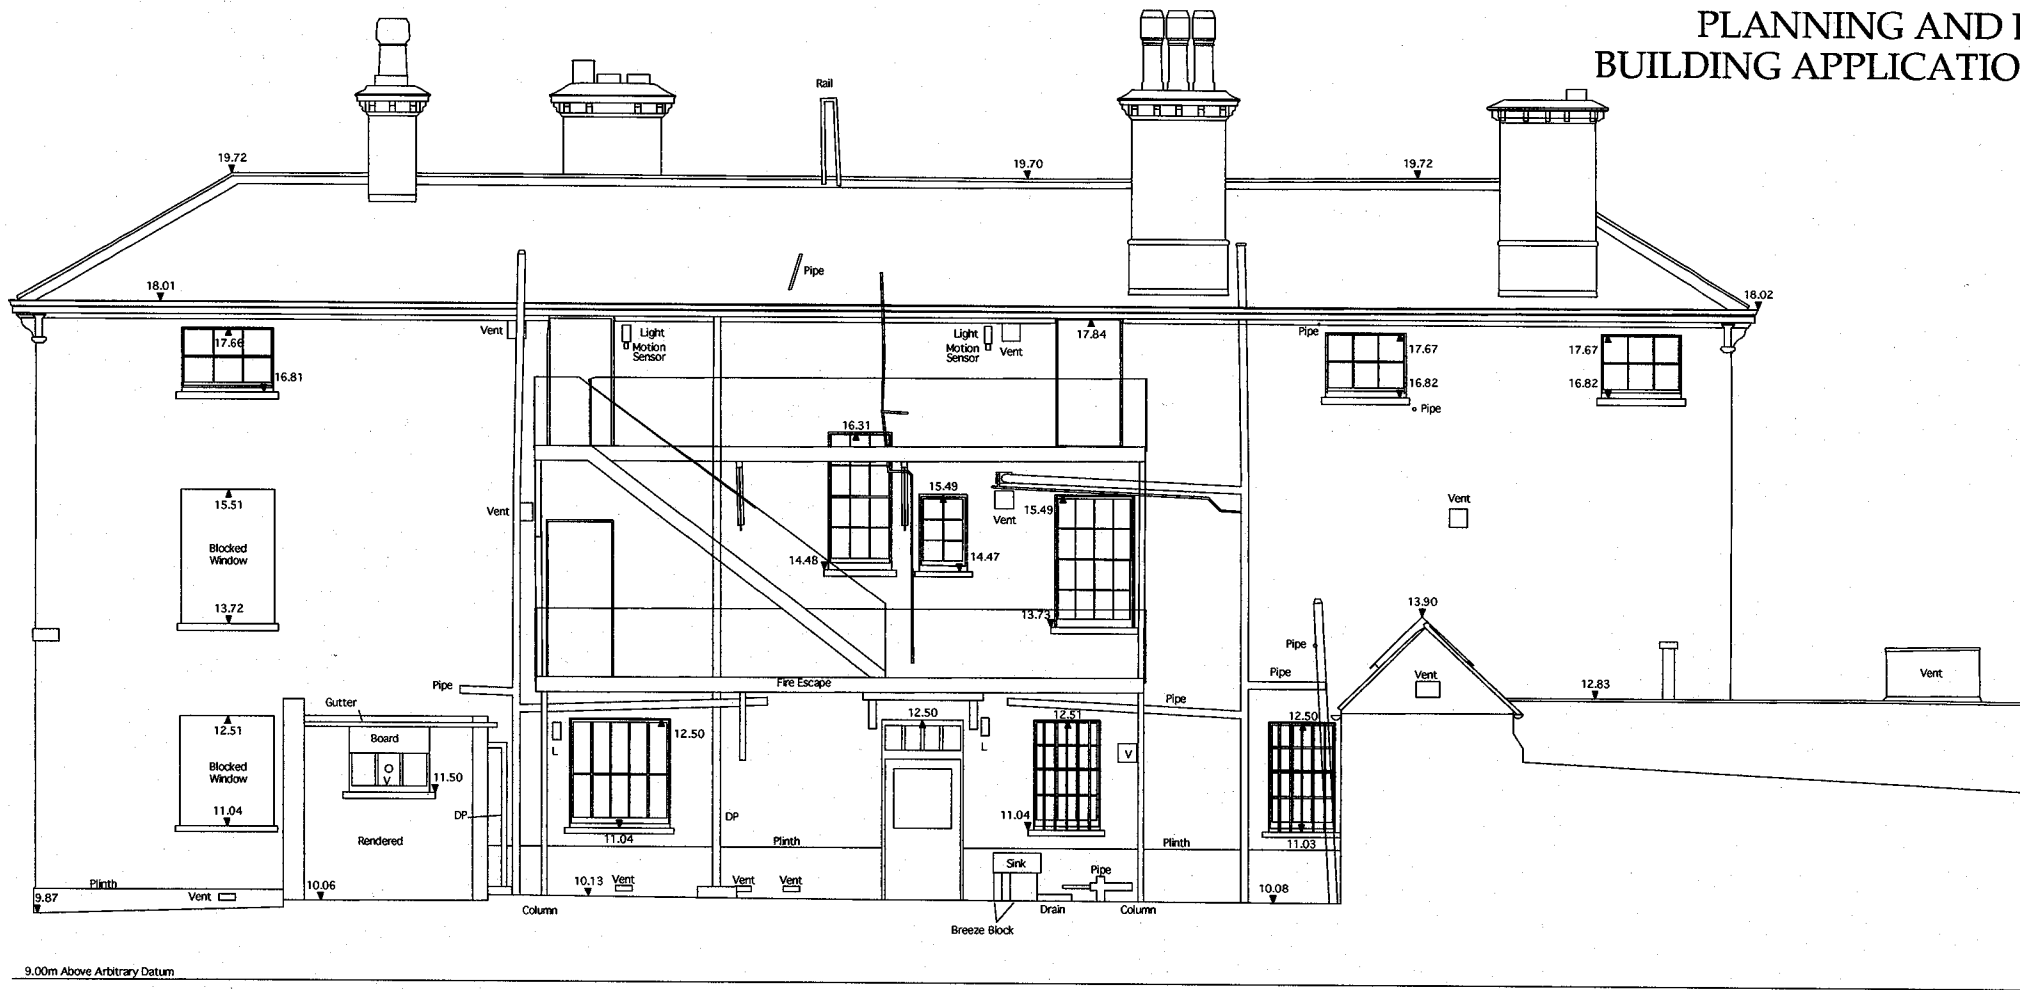 PLANNING AND
BUILDING APPLICATIO
Rail
19.72
19.70
19.72
Pipe
18.01
18.02
17.66
16.81
Vent
Light
Motion
Sensor
Light
Motion
Sensor
Vent
17.84
Pipe
17.67
16.82
Pipe
17.67
16.82
16.31
15.51
Blocked
Window
13.72
Vent
15.49
14.48
14.47
Vent
15.49
13.73
Vent
13.90
Pipe
Pipe
Vent
12.83
Vent
Pipe
Fire Escape
Pipe
Gutter
12.51
Blocked
Window
11.04
Board
V
11.50
DP
Rendered
L
12.50
11.04
DP
Plinth
12.50
L
12.51
11.04
V
Plinth
12.50
11.03
Sink
Pipe
9.87
Plinth
Vent
10.06
10.13
Vent
Vent
Vent
10.08
Column
Breeze Block
Drain
Column
9.00m Above Arbitrary Datum